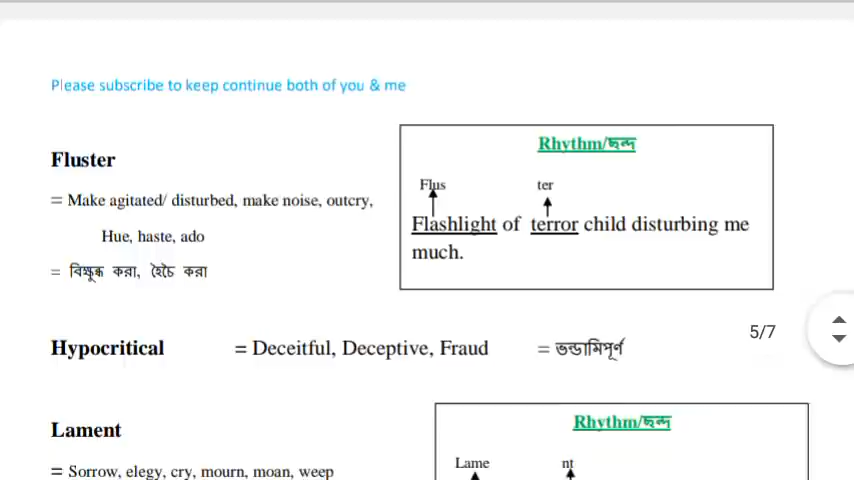 Please subscribe to keep continue both of you & me
Fluster
= Make agitated/ disturbed, make noise, outcry,
Hue, haste, ado
= বিক্ষুব্ধ করা, হৈচৈ করা
Rhythm/ছন্দ
Flus ter
Flashlight of terror child disturbing me
much.
5/7
Hypocritical = Deceitful, Deceptive, Fraud = ভন্ডামিপূর্ণ
Lament
= Sorrow, elegy, cry, mourn, moan, weep
Rhythm/ছন্দ
Lame nt